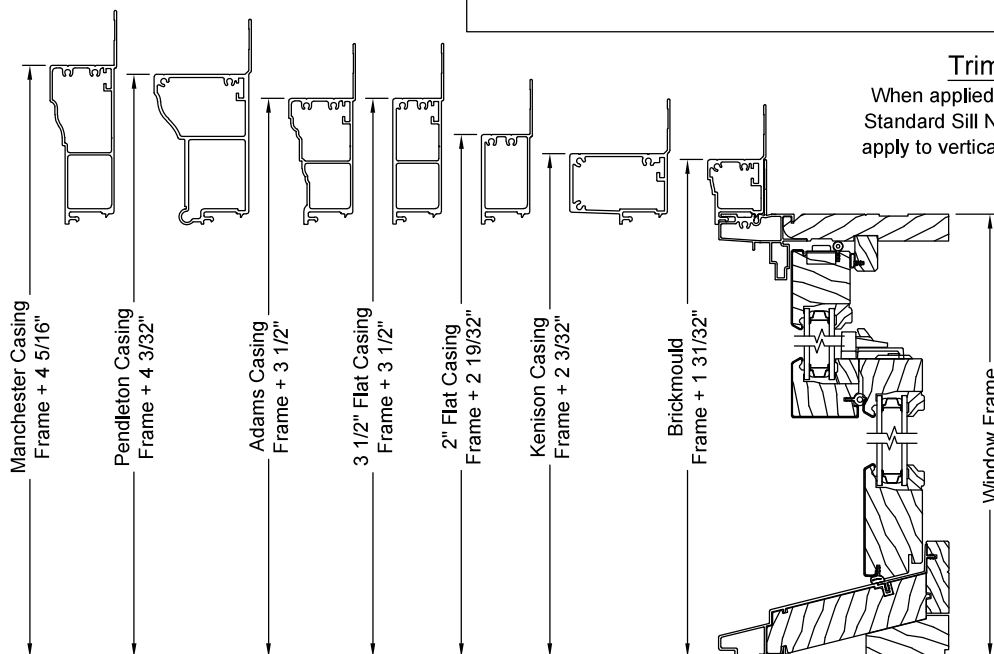 Trim
When applied
Standard Sill N
apply to vertica
Manchester Casing
Frame + 4 5/16"
Pendleton Casing
Frame + 4 3/32"
Adams Casing
Frame + 3 1/2"
3 1/2" Flat Casing
Frame + 3 1/2"
2" Flat Casing
Frame + 2 19/32"
Kenison Casing
Frame + 2 3/32"
Brickmould
Frame + 1 31/32"
Window Frame